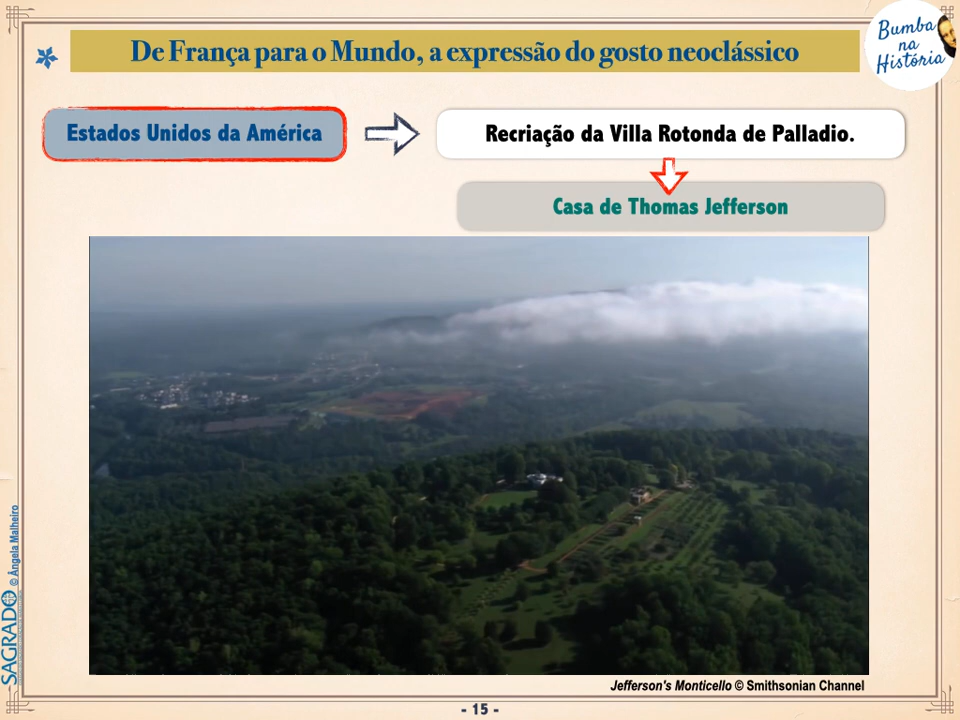 De França para o Mundo, a expressão do gosto neoclássico
Bumba
na
História
Estados Unidos da América
Recriação da Villa Rotonda de Palladio.
Casa de Thomas Jefferson
SAGRADO
© Ângela Malheiro
Jefferson's Monticello © Smithsonian Channel
- 15 -